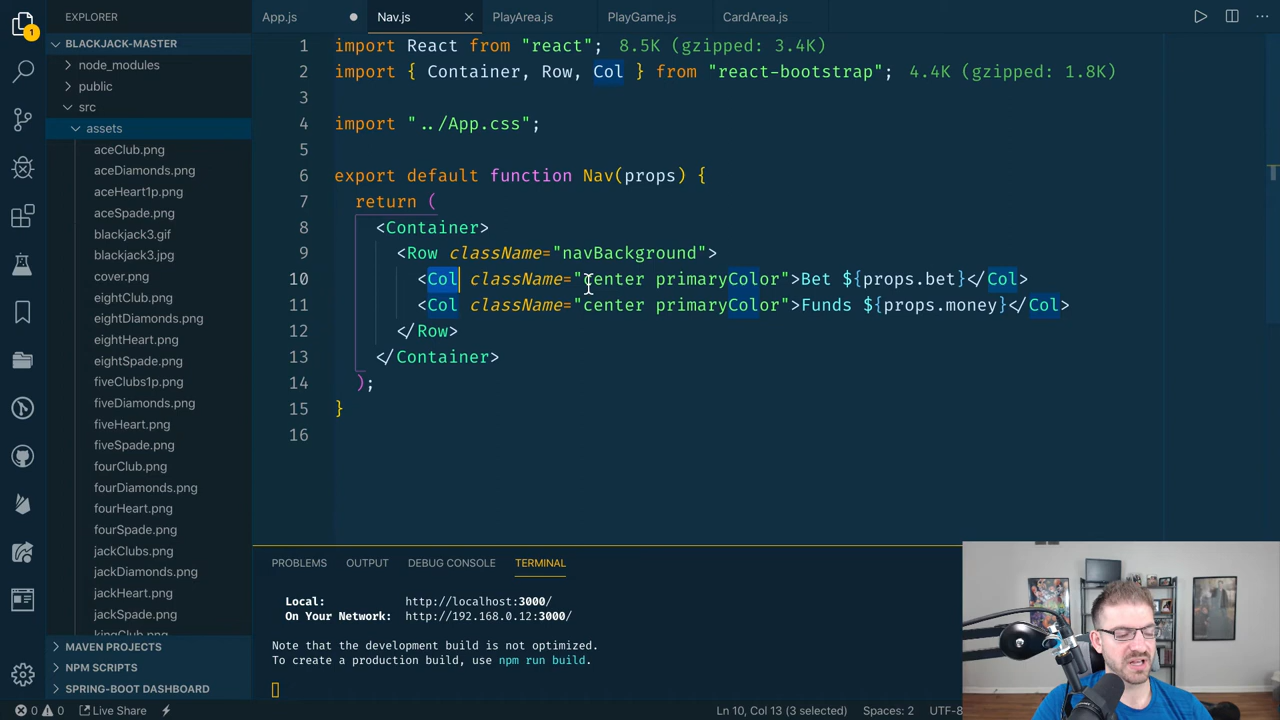 EXPLORER
App.js
Nav.js
PlayArea.js
PlayGame.js
CardArea.js
1
BLACKJACK-MASTER
node_modules
public
src
assets
aceClub.png
aceDiamonds.png
aceHeart1p.png
aceSpade.png
blackjack3.gif
blackjack3.jpg
cover.png
eightClub.png
eightDiamonds.png
eightHeart.png
eightSpade.png
fiveClubs1p.png
fiveDiamonds.png
fiveHeart.png
fiveSpade.png
fourClub.png
fourDiamonds.png
fourHeart.png
fourSpade.png
jackClubs.png
jackDiamonds.png
jackHeart.png
jackSpade.png
kingClub.png
MAVEN PROJECTS
NPM SCRIPTS
SPRING-BOOT DASHBOARD
1 import React from "react"; 8.5K (gzipped: 3.4K)
2 import { Container, Row, Col } from "react-bootstrap"; 4.4K (gzipped: 1.8K)
3
4 import "../App.css";
5
6 export default function Nav(props) {
7 return (
8 <Container>
9 <Row className="navBackground">
10 <Col className="center primaryColor">Bet ${props.bet}</Col>
11 <Col className="center primaryColor">Funds ${props.money}</Col>
12 </Row>
13 </Container>
14 );
15 }
16
PROBLEMS OUTPUT DEBUG CONSOLE TERMINAL
Local: http://localhost:3000/
On Your Network: http://192.168.0.12:3000/
Note that the development build is not optimized.
To create a production build, use npm run build.
0 0 Live Share Ln 10, Col 13 (3 selected) Spaces: 2 UTF-8